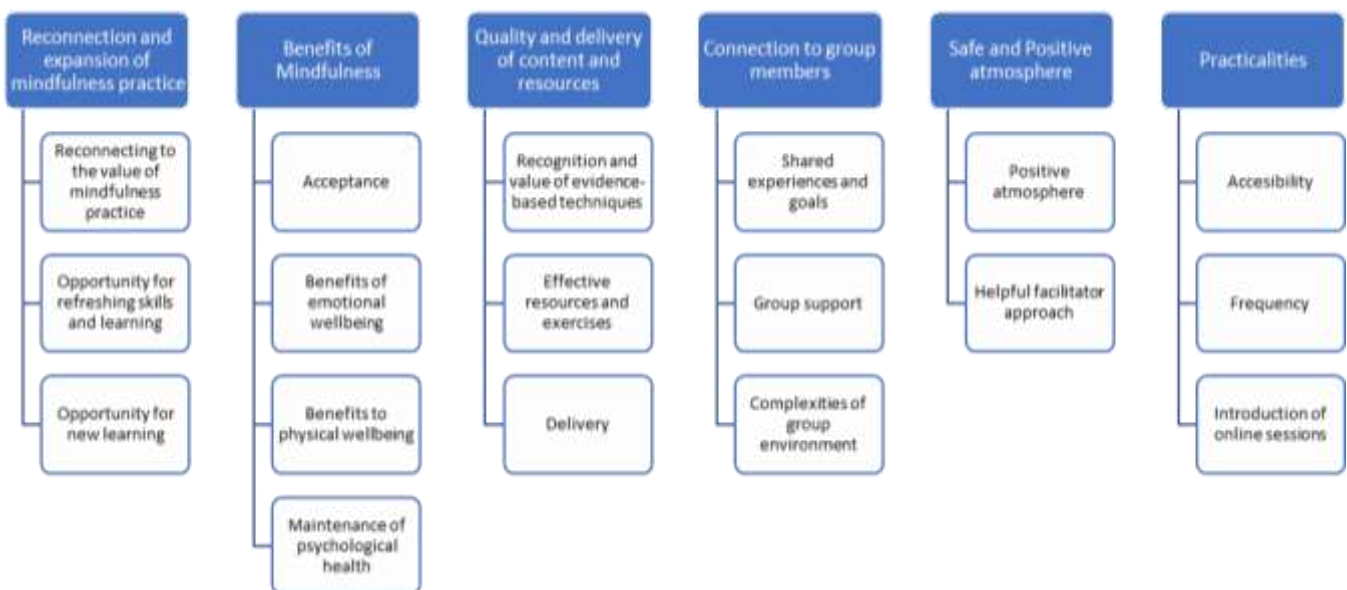 Reconnection and
expansion of
mindfulness practice
Reconnecting to
the value of
mindfulness
practice
Opportunity for
refreshing skills
and learning
Opportunity for
new learning
Benefits of
Mindfulness
Acceptance
Benefits of
emotional
wellbeing
Benefits to
physical wellbeing
Maintenance of
psychological
health
Quality and delivery
of content and
resources
Recognition and
value of evidence-
based techniques
Effective
resources and
exercises
Delivery
Connection to group
members
Shared
experiences and
goals
Group support
Complexities of
group
environment
Safe and Positive
atmosphere
Positive
atmosphere
Helpful facilitator
approach
Practicalities
Accesibility
Frequency
Introduction of
online sessions